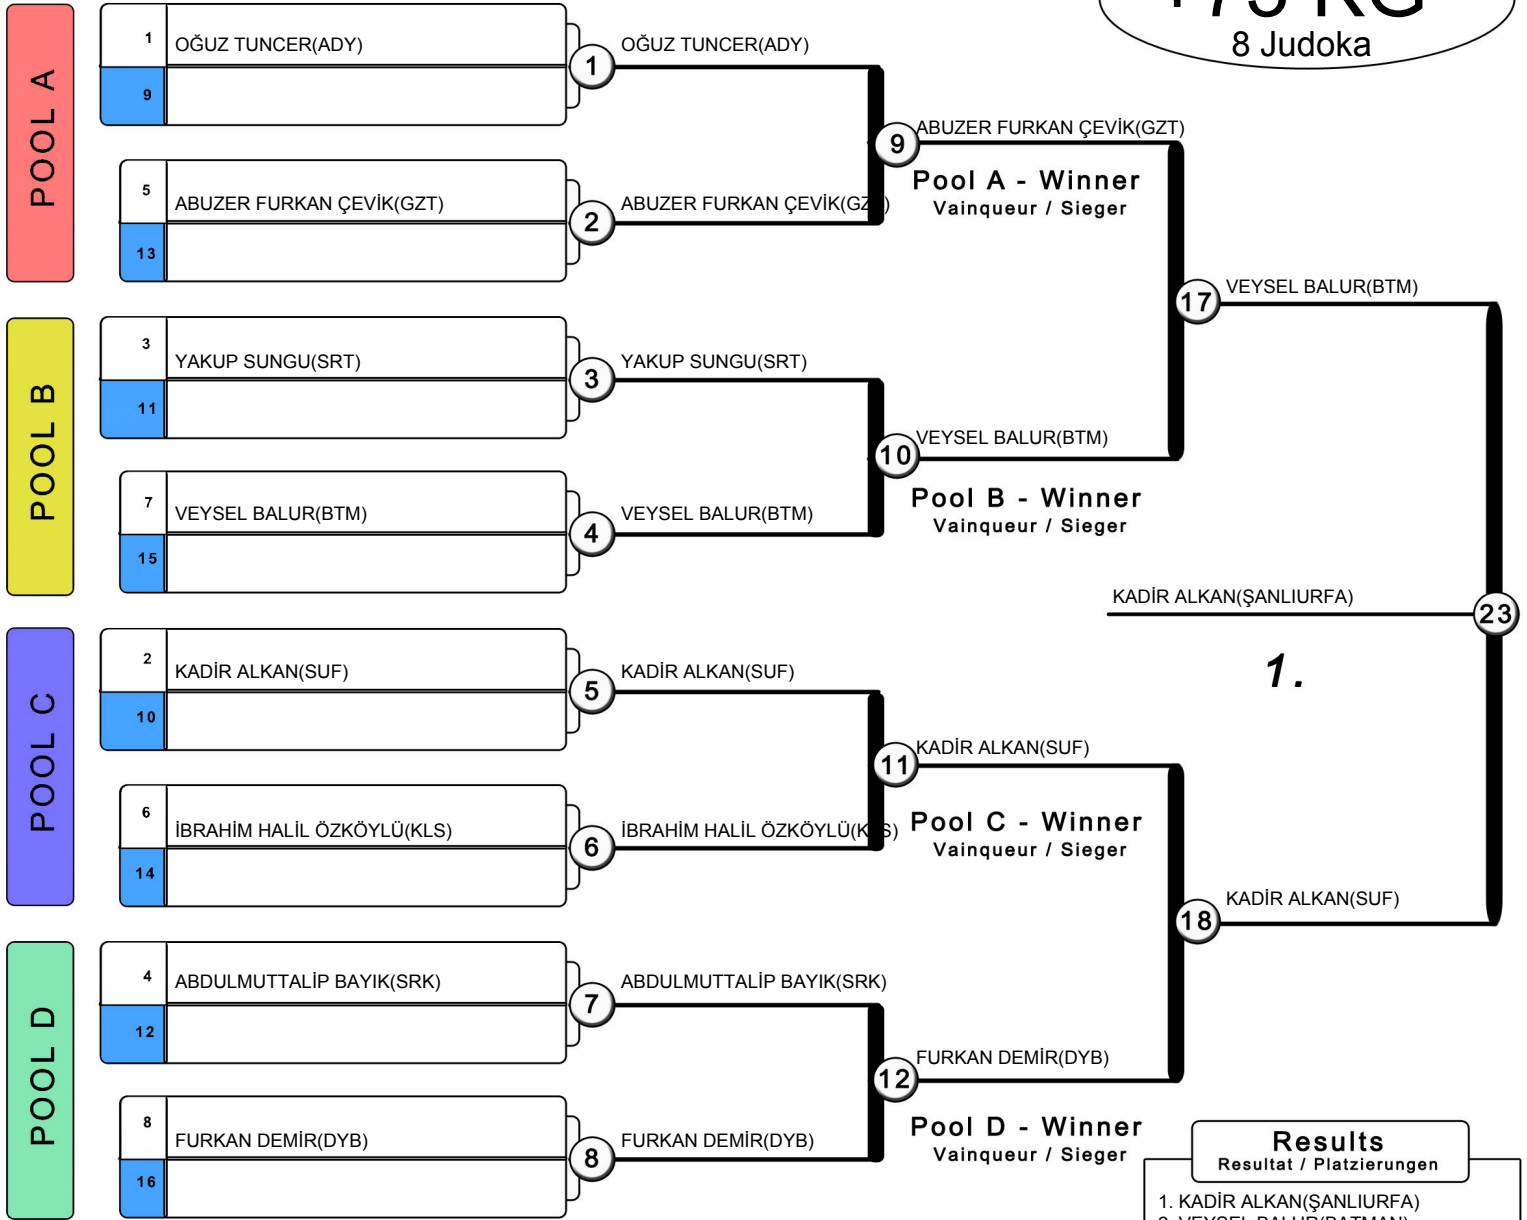 +73 KG
8 Judoka
POOL A
1 OĞUZ TUNCER(ADY)
9
1
OĞUZ TUNCER(ADY)
5 ABUZER FURKAN ÇEVİK(GZT)
13
2
ABUZER FURKAN ÇEVİK(GZT)
9
ABUZER FURKAN ÇEVİK(GZT)
Pool A - Winner
Vainqueur / Sieger
POOL B
3 YAKUP SUNGU(SRT)
11
3
YAKUP SUNGU(SRT)
7 VEYSEL BALUR(BTM)
15
4
VEYSEL BALUR(BTM)
10
VEYSEL BALUR(BTM)
Pool B - Winner
Vainqueur / Sieger
17
VEYSEL BALUR(BTM)
KADİR ALKAN(ŞANLIURFA)
23
1.
POOL C
2 KADİR ALKAN(SUF)
10
5
KADİR ALKAN(SUF)
6 İBRAHİM HALİL ÖZKÖYLÜ(KLS)
14
6
İBRAHİM HALİL ÖZKÖYLÜ(KLS)
11
KADİR ALKAN(SUF)
Pool C - Winner
Vainqueur / Sieger
18
KADİR ALKAN(SUF)
POOL D
4 ABDULMUTTALİP BAYIK(SRK)
12
7
ABDULMUTTALİP BAYIK(SRK)
8 FURKAN DEMİR(DYB)
16
8
FURKAN DEMİR(DYB)
12
FURKAN DEMİR(DYB)
Pool D - Winner
Vainqueur / Sieger
Results
Resultat / Platzierungen
1. KADİR ALKAN(ŞANLIURFA)
2. VEYSEL BALUR(BATMAN)